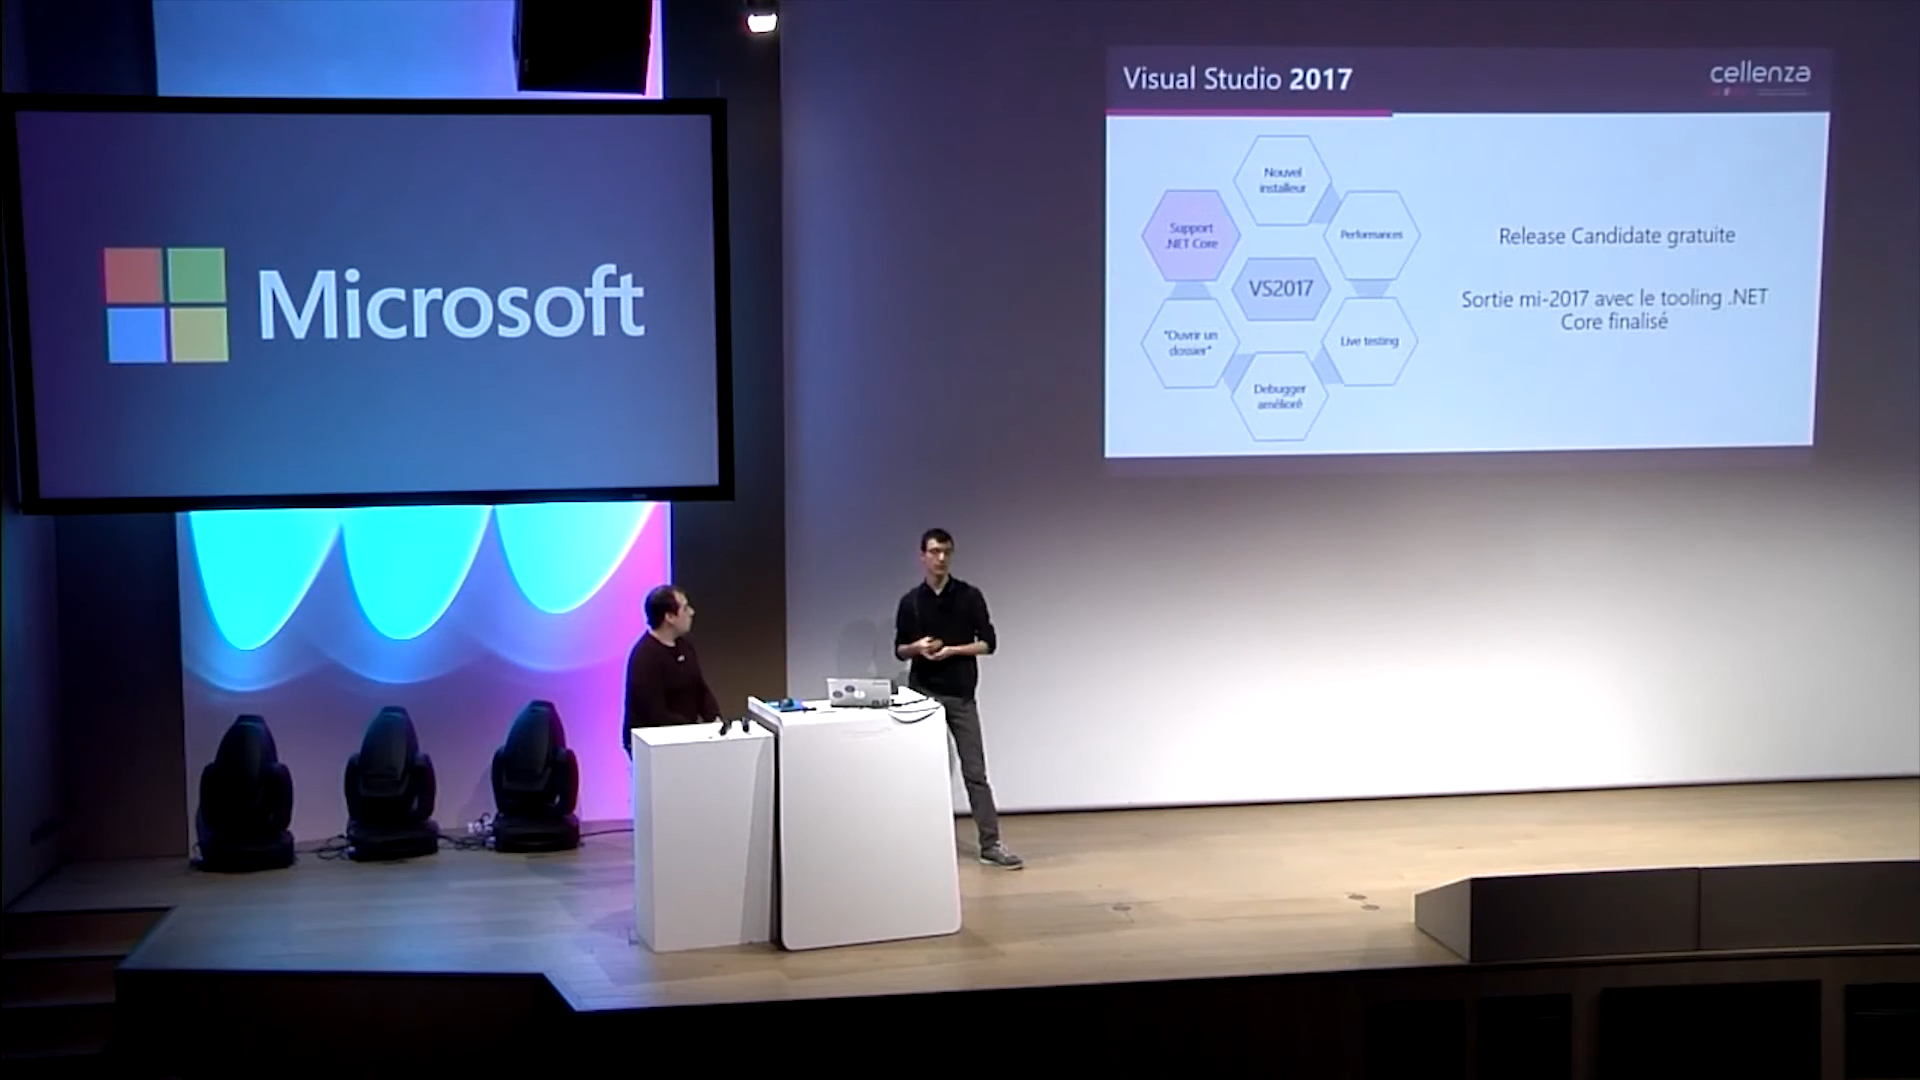 Microsoft
Visual Studio 2017
cellenza
Nouvel
installeur
Support
.NET Core
Performances
VS2017
"Ouvrir un
dossier"
Live testing
Debugger
amélioré
Release Candidate gratuite
Sortie mi-2017 avec le tooling .NET
Core finalisé